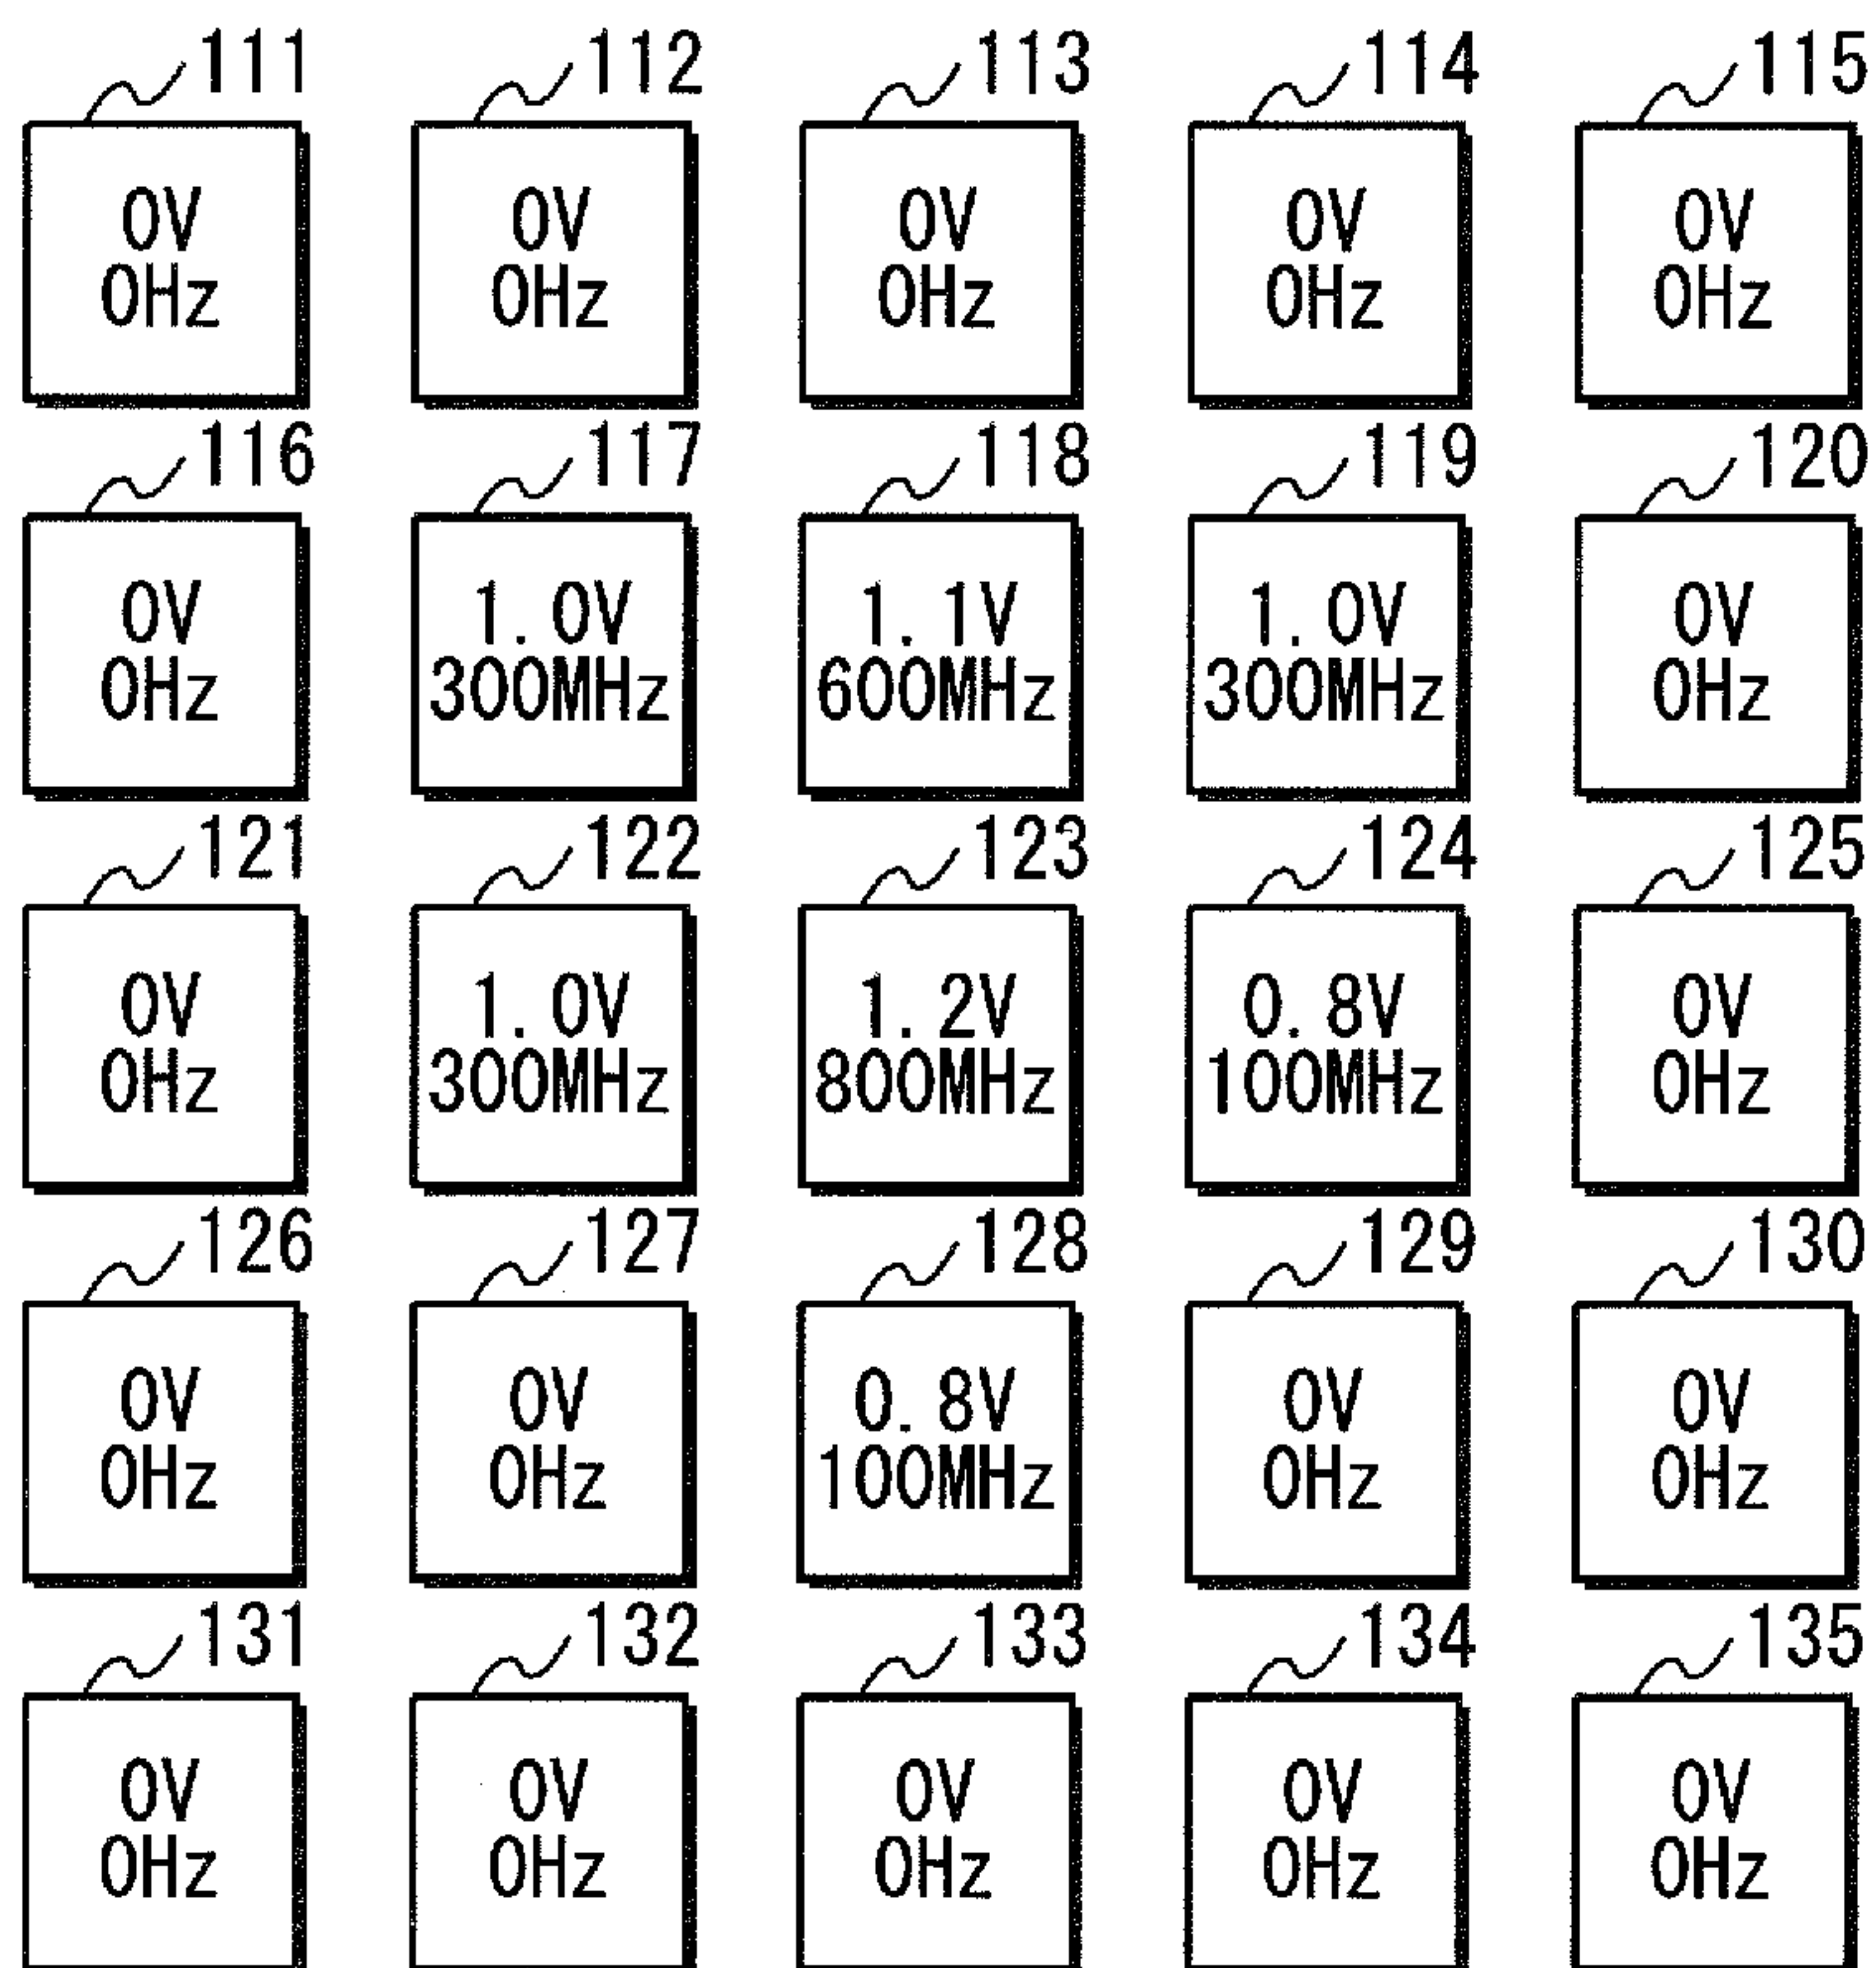 111 112 113 114 115
0V 0V 0V 0V 0V
0Hz 0Hz 0Hz 0Hz 0Hz
116 117 118 119 120
0V 1.0V 1.1V 1.0V 0V
0Hz 300MHz 600MHz 300MHz 0Hz
121 122 123 124 125
0V 1.0V 1.2V 0.8V 0V
0Hz 300MHz 800MHz 100MHz 0Hz
126 127 128 129 130
0V 0V 0.8V 0V 0V
0Hz 0Hz 100MHz 0Hz 0Hz
131 132 133 134 135
0V 0V 0V 0V 0V
0Hz 0Hz 0Hz 0Hz 0Hz